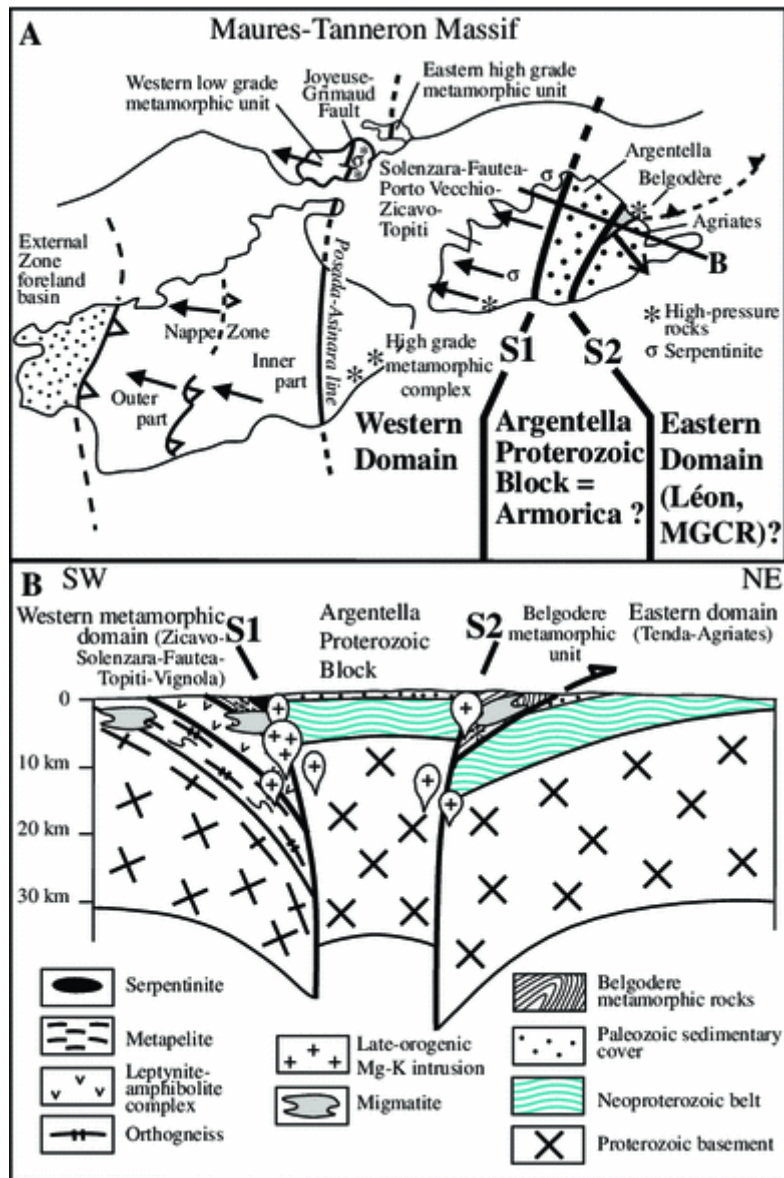 A
Maures-Tanneron Massif
Western low grade
metamorphic unit
Joyeuse-
Grimaud
Fault
Eastern high grade
metamorphic unit
σ
*
*
External
Zone
foreland
basin
Nappe Zone
Outer
part
Inner
part
Posada-Asinara line
* *
High grade
metamorphic
complex
Solenzara-Fautea-
Porto Vecchio-
Zicavo-
Topiti
σ
σ
*
Argentella
Belgodère
*
Agriates
B
* High-pressure
rocks
σ Serpentinite
S1
S2
Western
Domain
Argentella
Proterozoic
Block =
Armorica ?
Eastern
Domain
(Léon,
MGCR)?
B SW
NE
Western metamorphic
domain (Zicavo-
Solenzara-Fautea-
Topiti-Vignola)
S1
Argentella
Proterozoic
Block
S2
Belgodere
metamorphic
unit
Eastern domain
(Tenda-Agriates)
0
10 km
20 km
30 km
Serpentinite
Metapelite
Leptynite-
amphibolite
complex
Orthogneiss
Late-orogenic
Mg-K intrusion
Migmatite
Belgodere
metamorphic rocks
Paleozoic sedimentary
cover
Neoproterozoic belt
Proterozoic basement